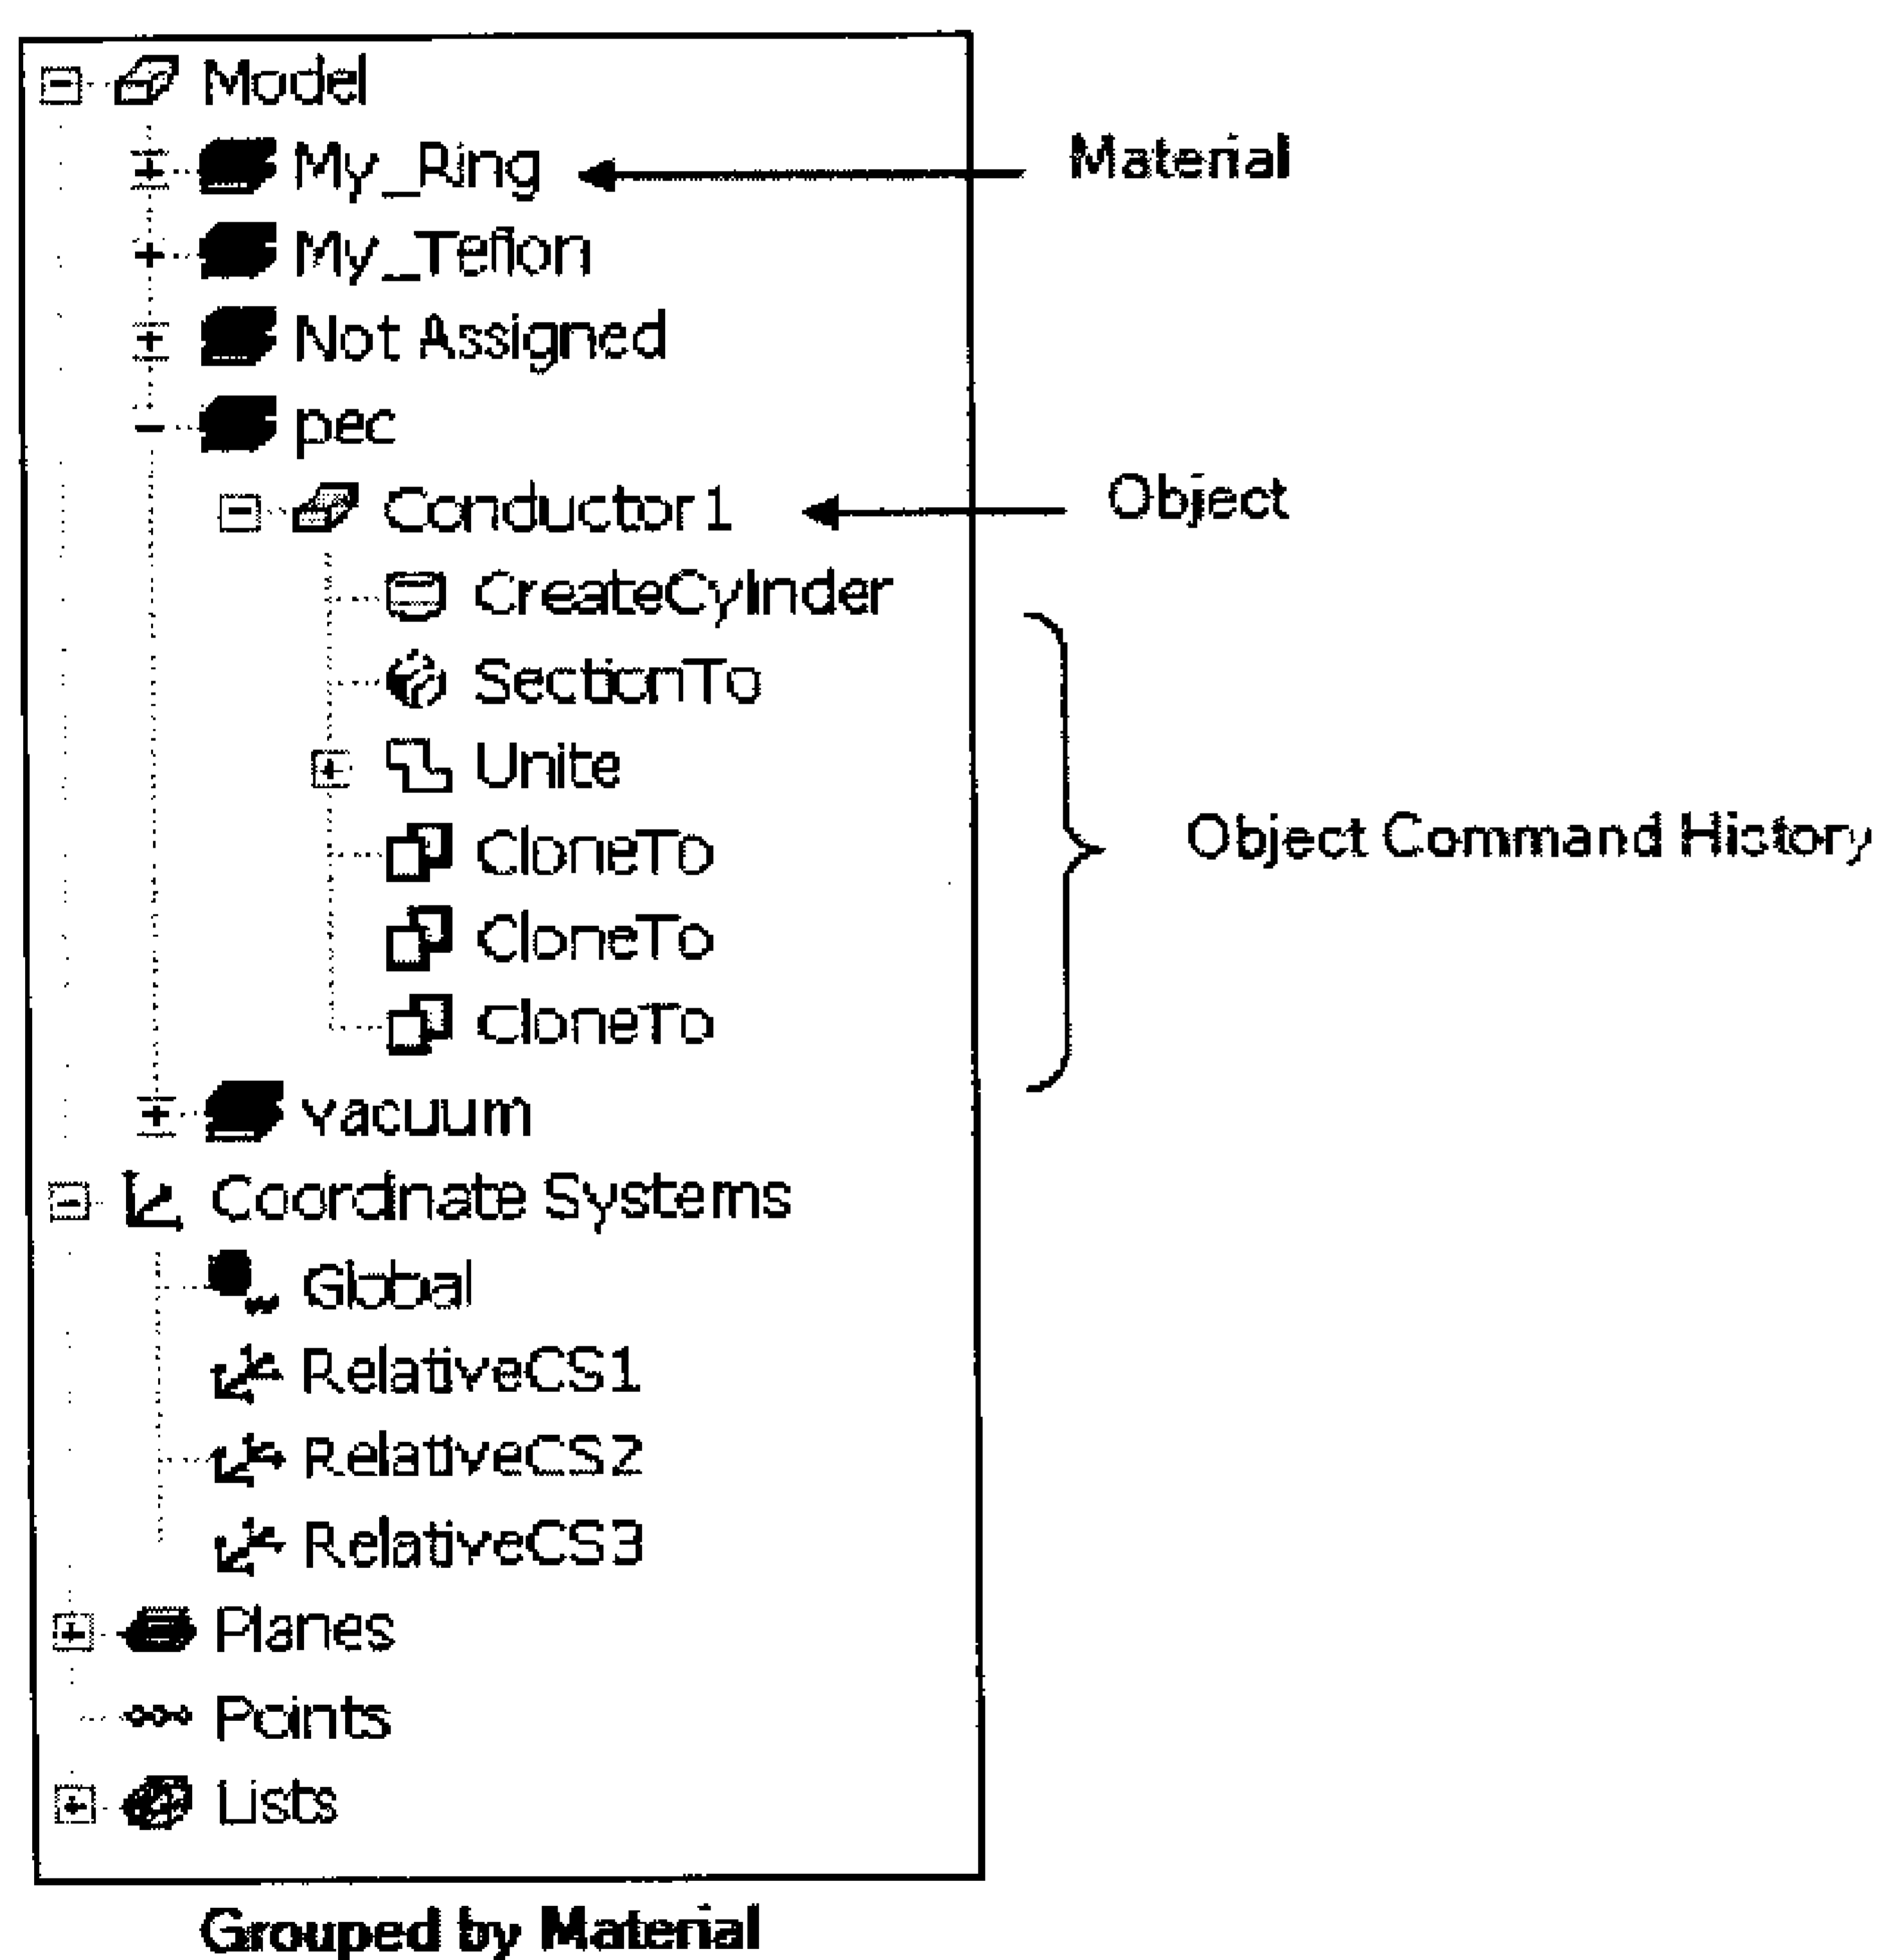 Model
My_Ring
Material
My_Teflon
Not Assigned
pec
Conductor1
Object
CreateCylinder
SectionTo
Unite
CloneTo
Object Command History
CloneTo
CloneTo
vacuum
Coordinate Systems
Global
RelativeCS1
RelativeCS2
RelativeCS3
Planes
Points
Lists
Grouped by Material